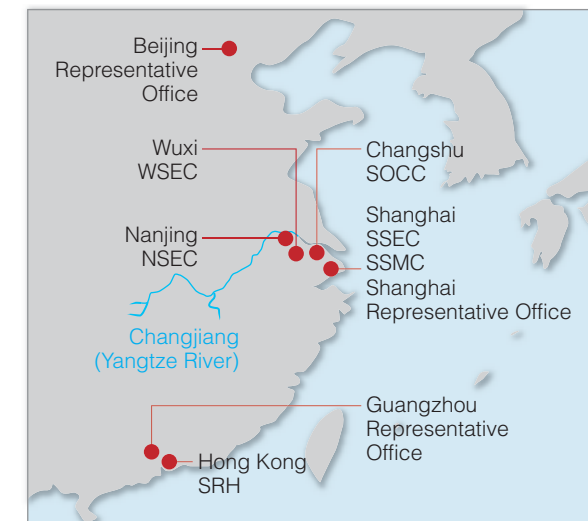 Beijing
Representative
Office
Wuxi
WSEC
Changshu
SOCC
Nanjing
NSEC
Shanghai
SSEC
SSMC
Shanghai
Representative Office
Changjiang
(Yangtze River)
Guangzhou
Representative
Office
Hong Kong
SRH